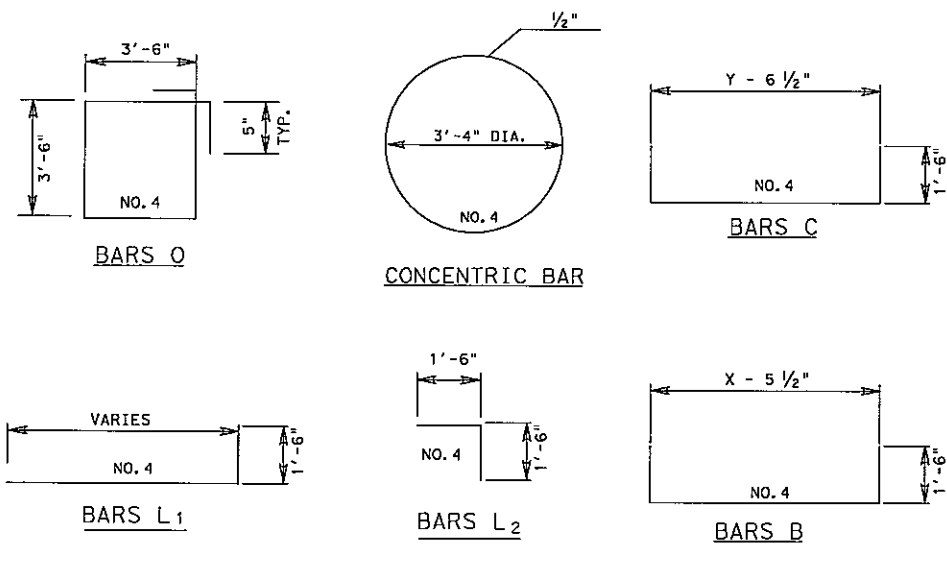 3'-6"
3'-6"
5"
TYP.
NO. 4
BARS O
1/2"
3'-4" DIA.
NO. 4
CONCENTRIC BAR
Y - 6 1/2"
1'-6"
NO. 4
BARS C
VARIES
1'-6"
NO. 4
BARS L1
1'-6"
1'-6"
NO. 4
BARS L2
X - 5 1/2"
1'-6"
NO. 4
BARS B